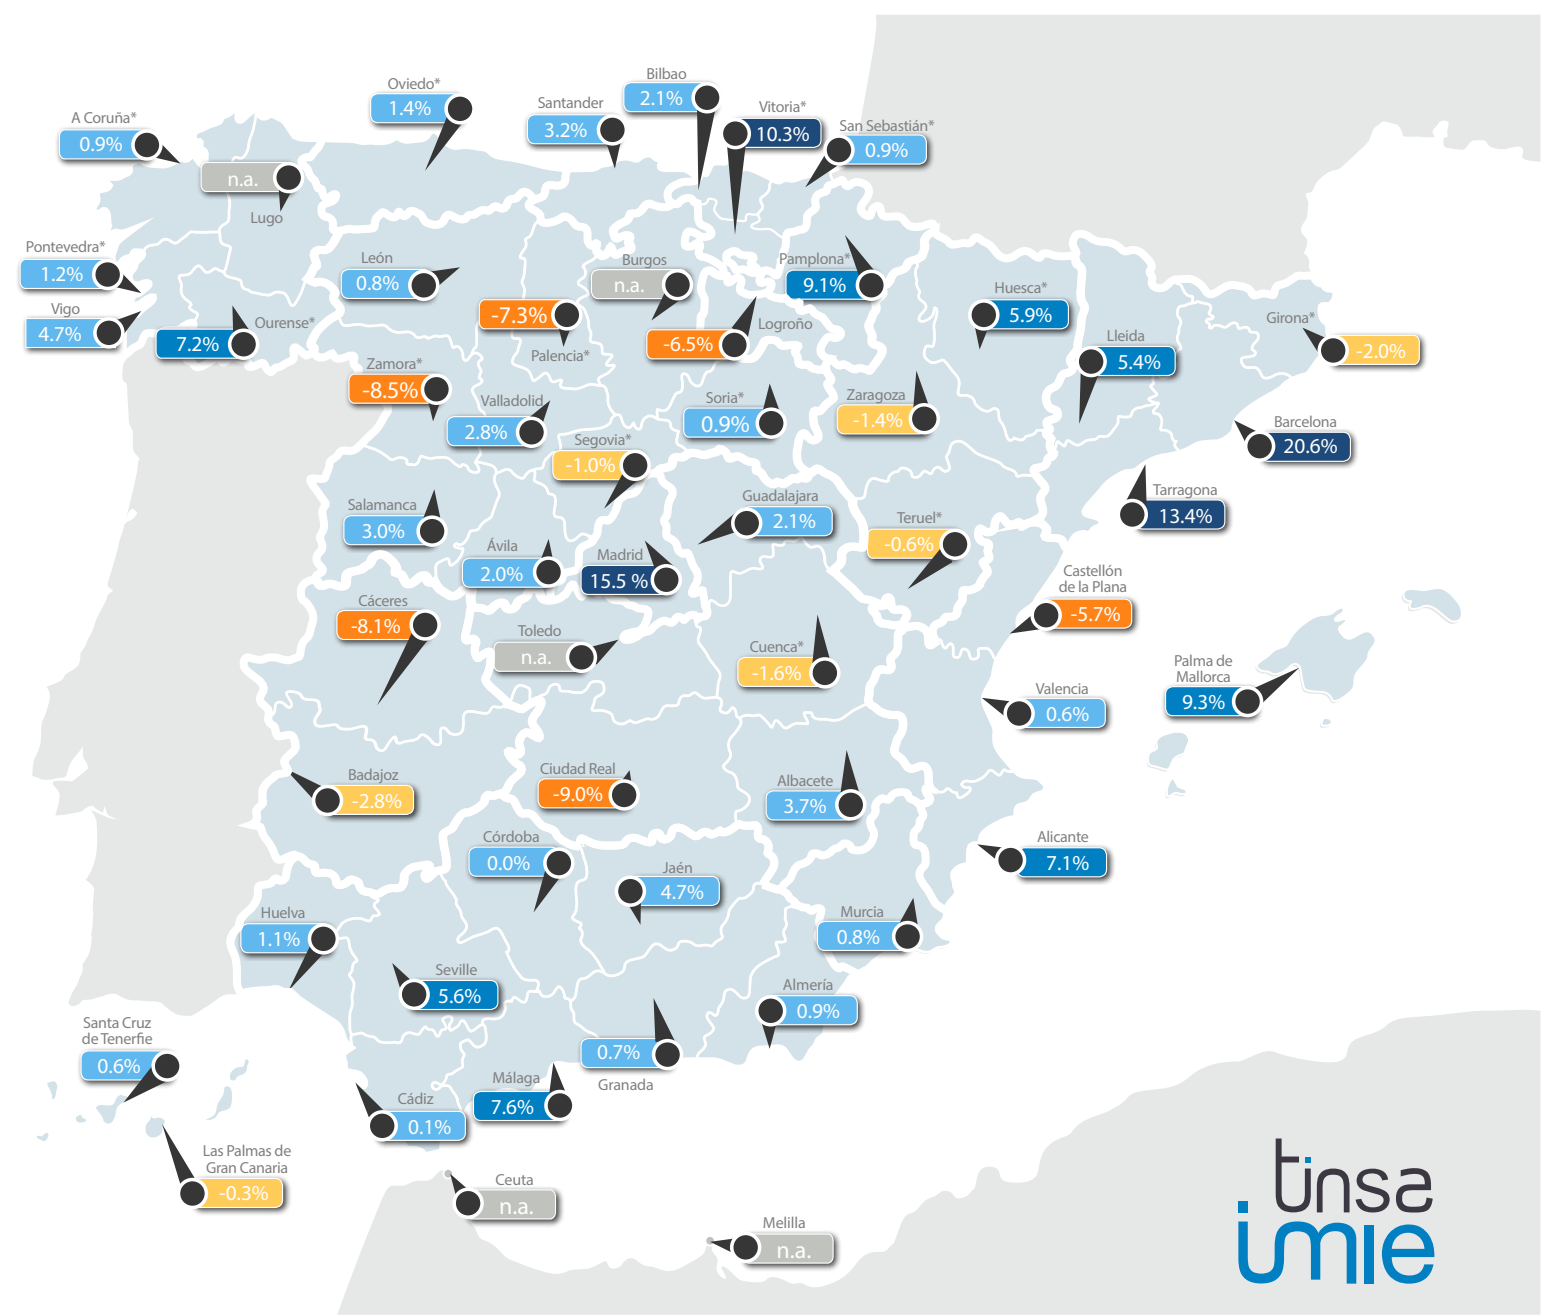 Oviedo*
1.4%
Bilbao
2.1%
Santander
3.2%
Vitoria*
10.3%
San Sebastián*
0.9%
A Coruña*
0.9%
n.a.
Lugo
Pontevedra*
1.2%
Vigo
4.7%
Ourense*
7.2%
León
0.8%
-7.3%
Palencia*
Burgos
n.a.
Logroño
-6.5%
Pamplona*
9.1%
Huesca*
5.9%
Lleida
5.4%
Girona*
-2.0%
Zamora*
-8.5%
Valladolid
2.8%
Segovia*
-1.0%
Soria*
0.9%
Zaragoza
-1.4%
Barcelona
20.6%
Tarragona
13.4%
Salamanca
3.0%
Ávila
2.0%
Madrid
15.5 %
Guadalajara
2.1%
Teruel*
-0.6%
Castellón
de la Plana
-5.7%
Cáceres
-8.1%
Toledo
n.a.
Cuenca*
-1.6%
Valencia
0.6%
Palma de
Mallorca
9.3%
Badajoz
-2.8%
Ciudad Real
-9.0%
Albacete
3.7%
Alicante
7.1%
Córdoba
0.0%
Jaén
4.7%
Murcia
0.8%
Huelva
1.1%
Seville
5.6%
Almería
0.9%
Santa Cruz
de Tenerfie
0.6%
0.7%
Granada
Málaga
7.6%
Cádiz
0.1%
Las Palmas de
Gran Canaria
-0.3%
Ceuta
n.a.
Melilla
n.a.
tinsa
imie